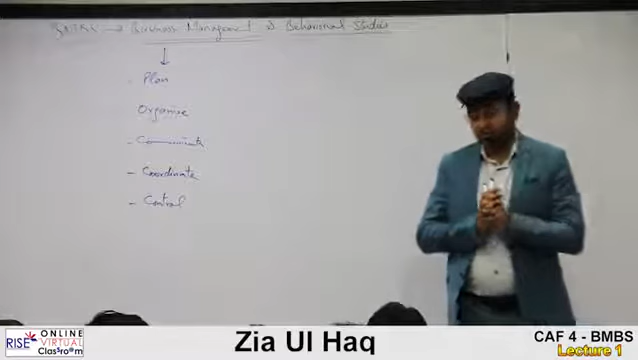 Business Management & Behavioral Studies
- Plan
Organise
- Communicate
- Coordinate
- Control
RISE
ONLINE
VIRTUAL
Classroom
Zia Ul Haq
CAF 4 - BMBS
Lecture 1